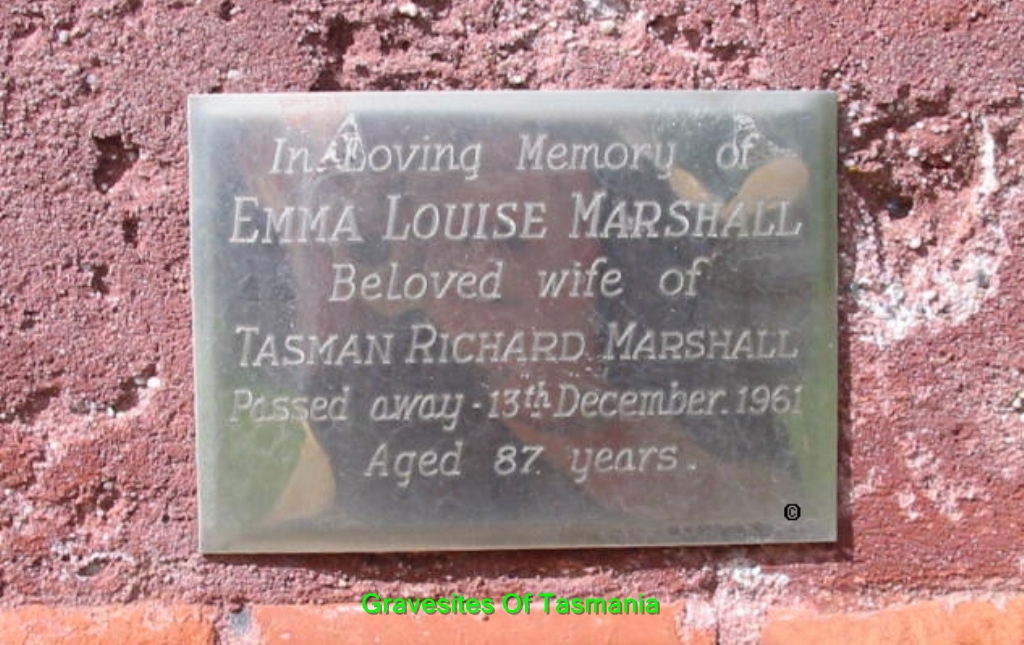 In Loving Memory of
EMMA LOUISE MARSHALL
Beloved wife of
TASMAN RICHARD MARSHALL
Passed away - 13th December. 1961
Aged 87 years.
©
Gravesites Of Tasmania